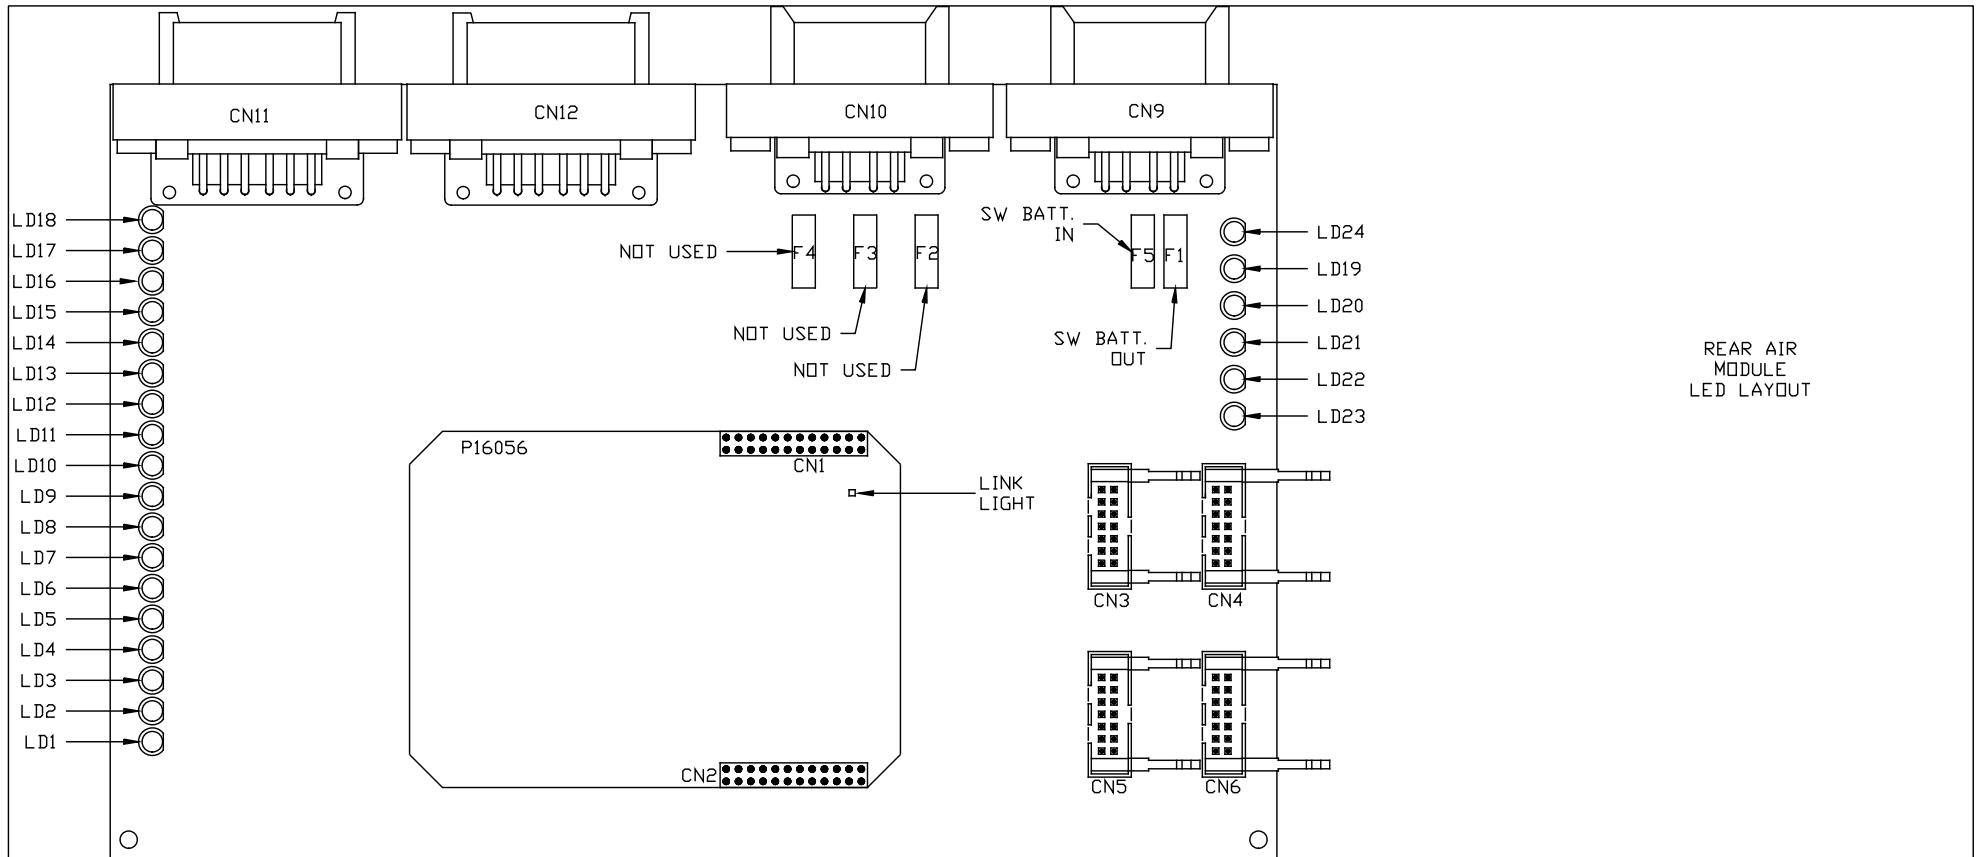 CN11
CN12
CN10
CN9
LD18
LD17
LD16
LD15
LD14
LD13
LD12
LD11
LD10
LD9
LD8
LD7
LD6
LD5
LD4
LD3
LD2
LD1
NOT USED
F4
F3
F2
NOT USED
NOT USED
SW BATT.
IN
F5
F1
SW BATT.
OUT
LD24
LD19
LD20
LD21
LD22
LD23
P16056
CN1
LINK
LIGHT
CN2
CN3
CN4
CN5
CN6
REAR AIR
MODULE
LED LAYOUT